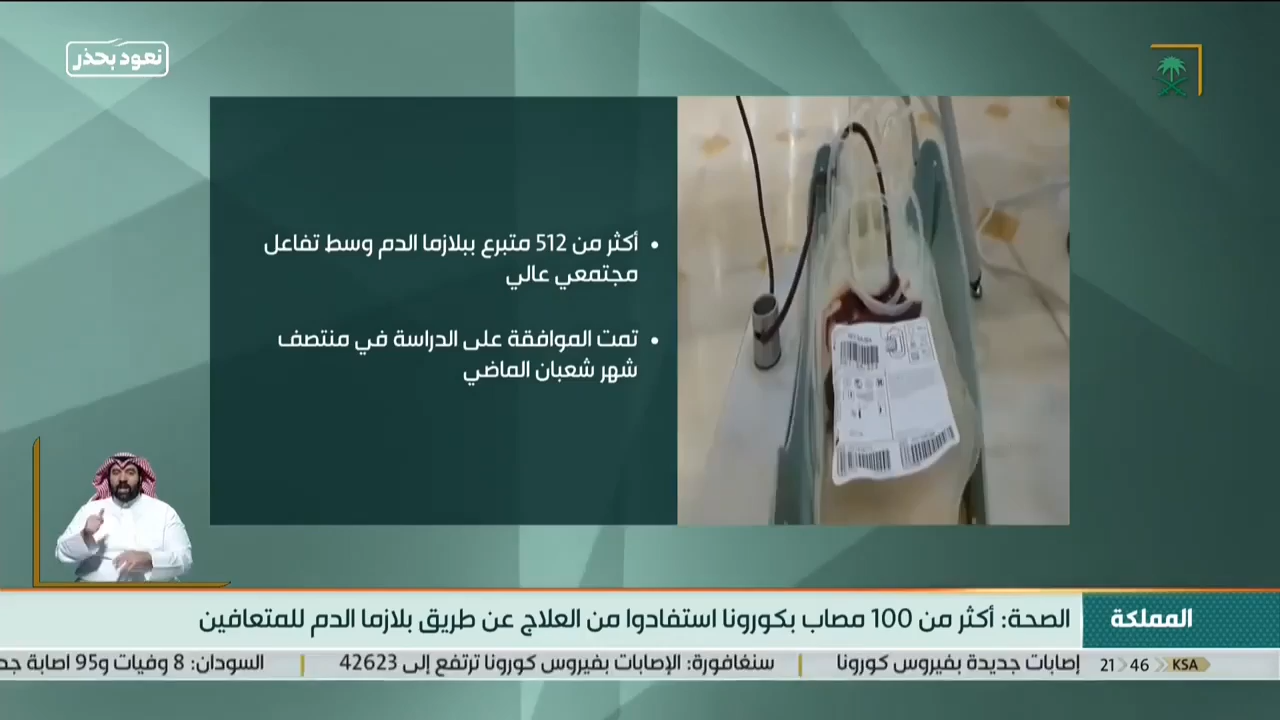 نعود بحذر
أكثر من 512 متبرع ببلازما الدم وسط تفاعل
مجتمعي عالي
تمت الموافقة على الدراسة في منتصف
شهر شعبان الماضي
المملكة
الصحة: أكثر من 100 مصاب بكورونا استفادوا من العلاج عن طريق بلازما الدم للمتعافين
KSA 21 46
إصابات جديدة بفيروس كورونا | سنغافورة: الإصابات بفيروس كورونا ترتفع إلى 42623 | السودان: 8 وفيات و95 اصابة